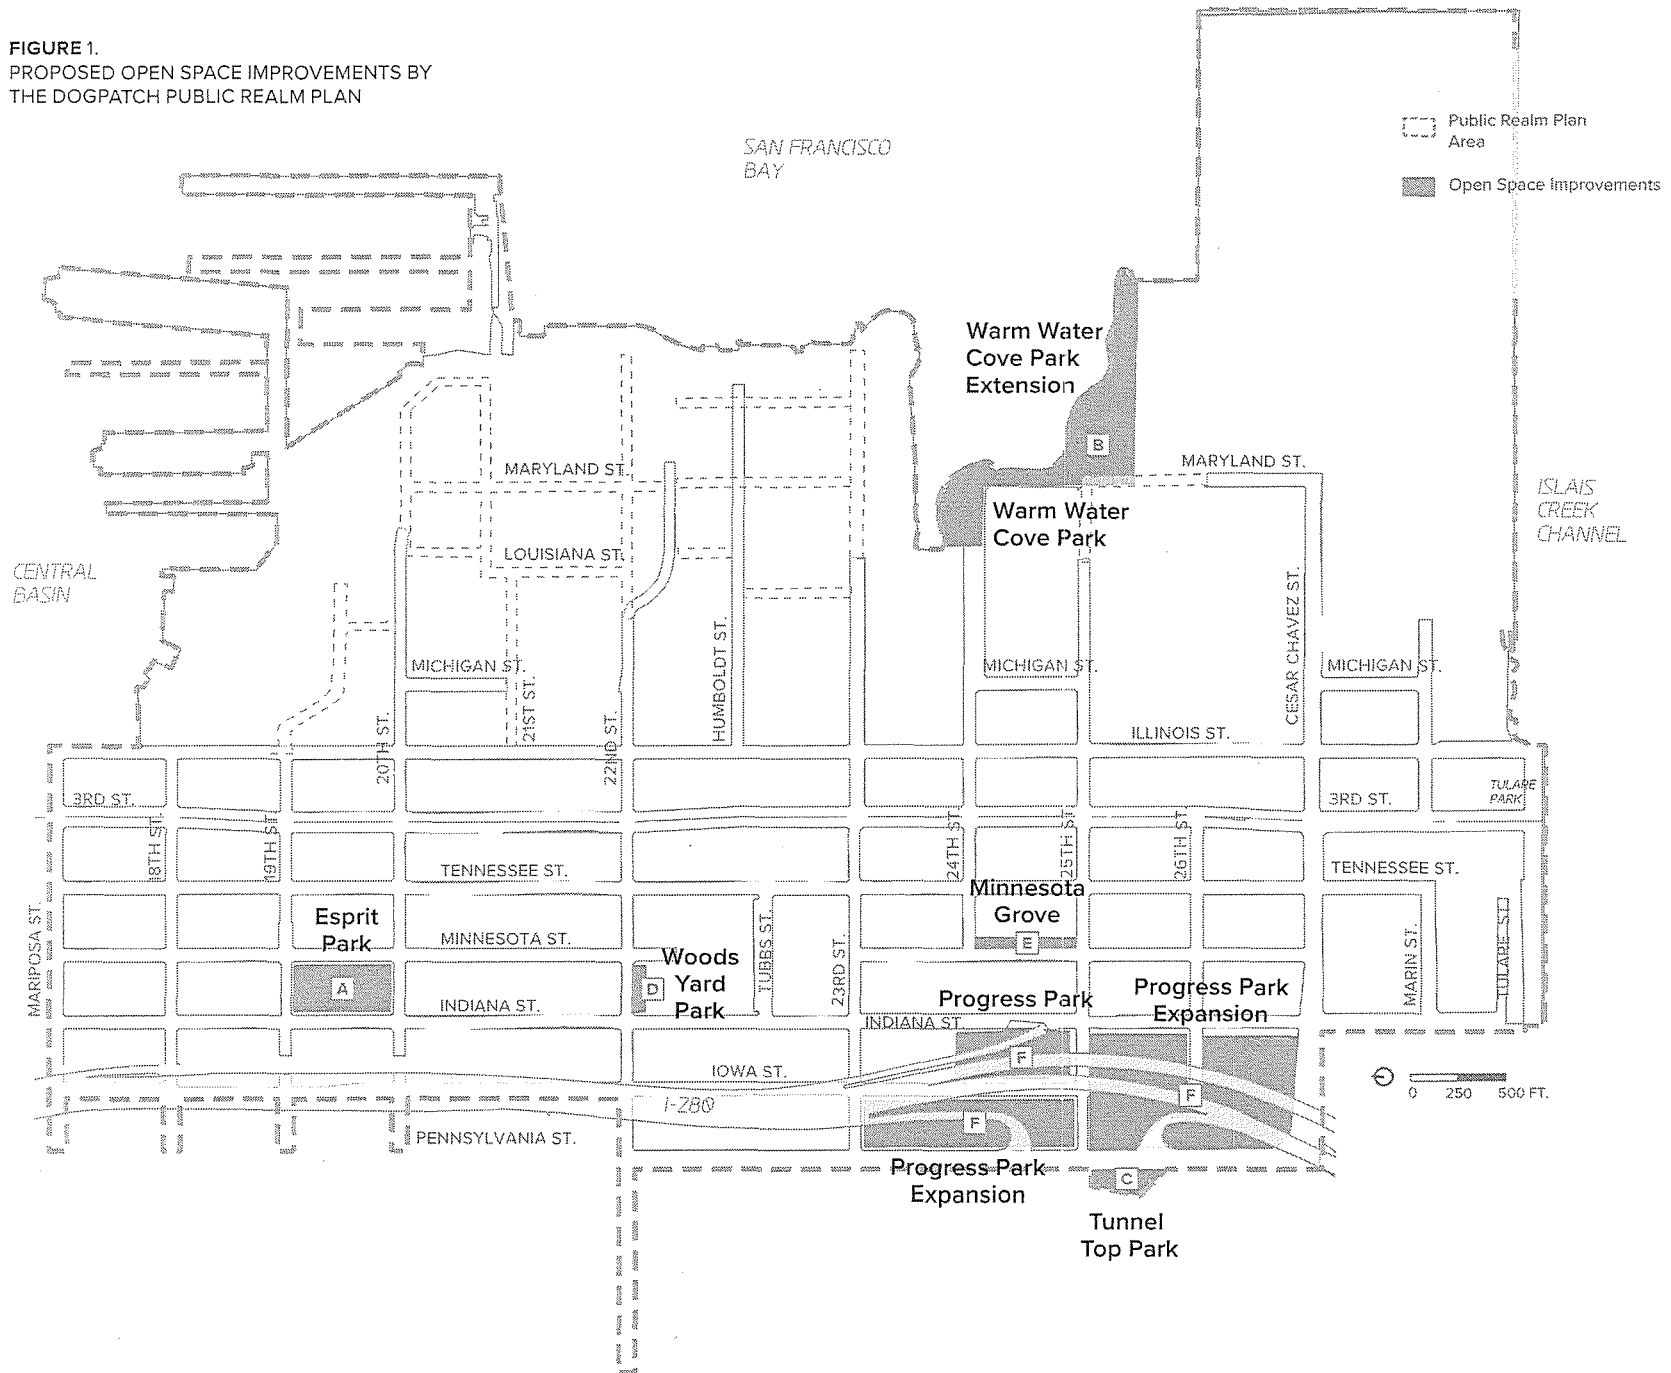 FIGURE 1.
PROPOSED OPEN SPACE IMPROVEMENTS BY
THE DOGPATCH PUBLIC REALM PLAN
SAN FRANCISCO
BAY
Public Realm Plan
Area
Open Space Improvements
Warm Water
Cove Park
Extension
B
MARYLAND ST.
MARYLAND ST.
Warm Water
Cove Park
ISLAIS
CREEK
CHANNEL
CENTRAL
BASIN
LOUISIANA ST.
MICHIGAN ST.
MICHIGAN ST.
MICHIGAN ST.
20TH ST.
21ST ST.
22ND ST.
HUMBOLDT ST.
CESAR CHAVEZ ST.
ILLINOIS ST.
3RD ST.
3RD ST.
TULARE
PARK
18TH ST.
19TH ST.
24TH ST.
25TH ST.
26TH ST.
TENNESSEE ST.
TENNESSEE ST.
Minnesota
Grove
E
Esprit
Park
A
MARIPOSA ST.
MINNESOTA ST.
Woods
Yard
Park
D
TUBBS ST.
23RD ST.
MARIN ST.
TULARE ST.
INDIANA ST.
Progress Park
Progress Park
Expansion
INDIANA ST.
IOWA ST.
F
F
F
I-280
PENNSYLVANIA ST.
0 250 500 FT.
Progress Park
Expansion
C
Tunnel
Top Park